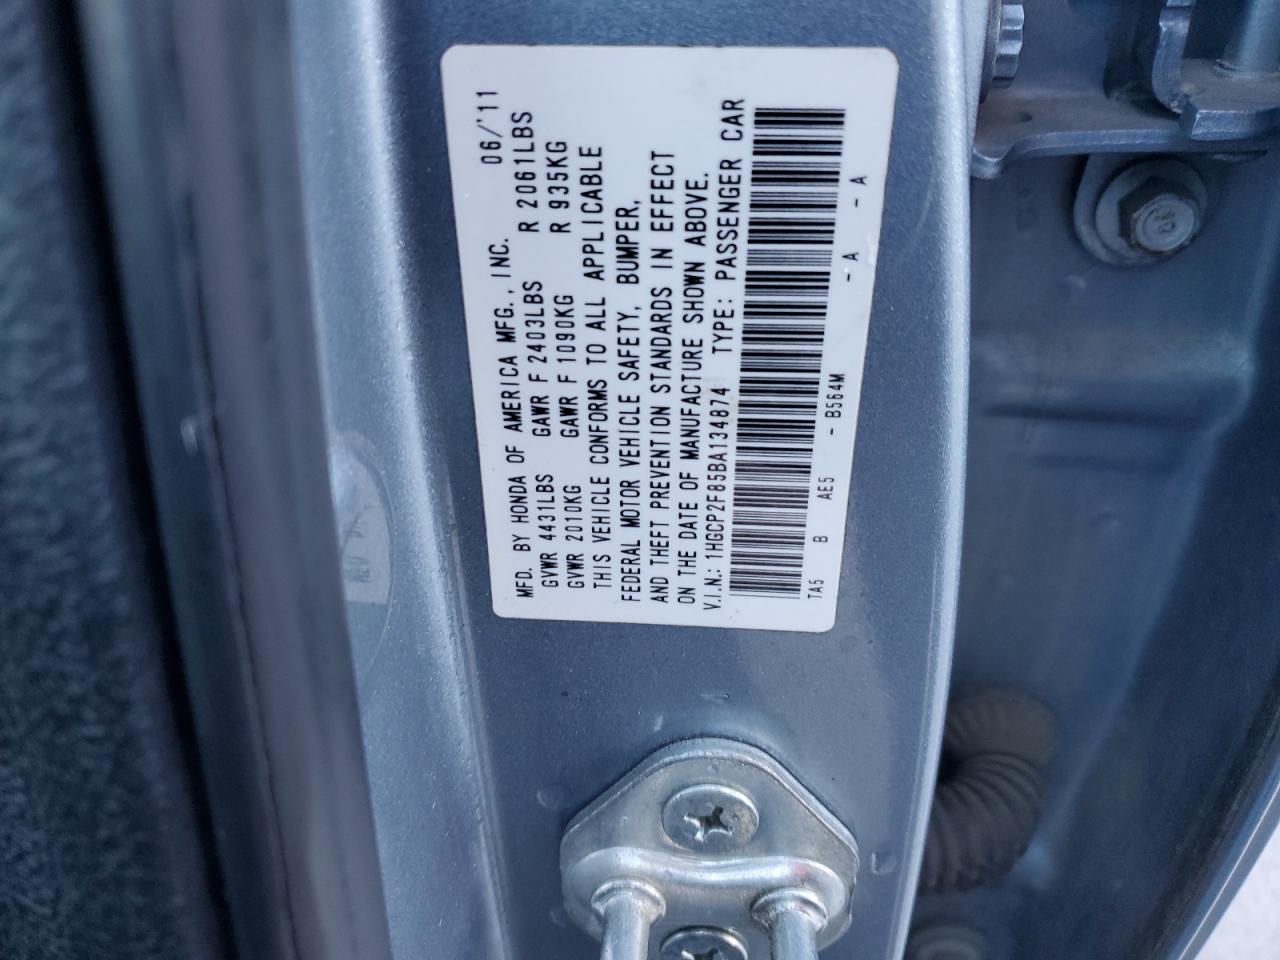 MFD. BY HONDA OF AMERICA MFG., INC. 06/'11
GVWR 4431LBS GAWR F 2403LBS R 2061LBS
GVWR 2010KG GAWR F 1090KG R 935KG
THIS VEHICLE CONFORMS TO ALL APPLICABLE
FEDERAL MOTOR VEHICLE SAFETY, BUMPER,
AND THEFT PREVENTION STANDARDS IN EFFECT
ON THE DATE OF MANUFACTURE SHOWN ABOVE.
V.I.N.: 1HGCP2F85BA134874 TYPE: PASSENGER CAR
TA5 B AE5 - B564M - A - A